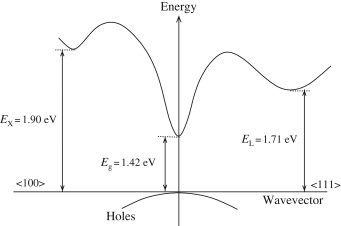 Energy
E_X = 1.90 eV
E_L = 1.71 eV
E_g = 1.42 eV
<100>
<111>
Wavevector
Holes